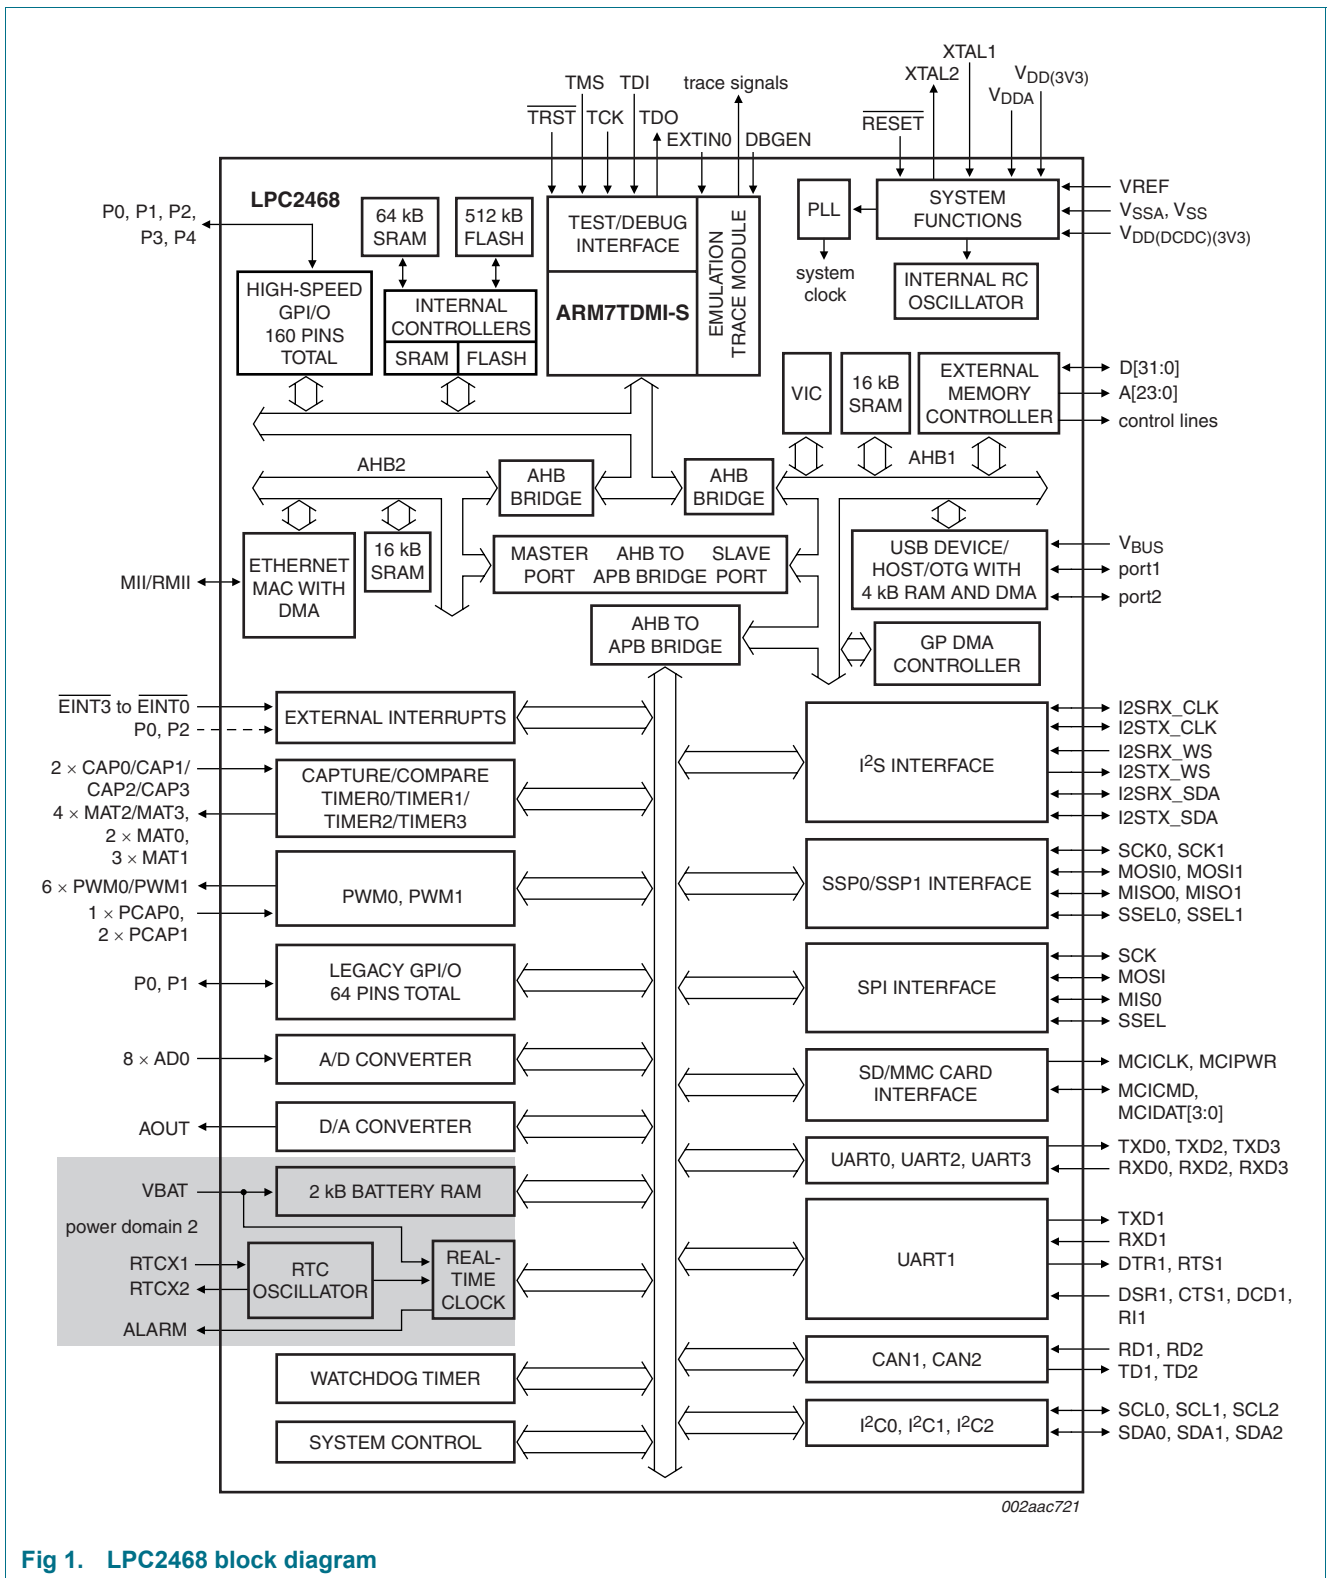 XTAL1
XTAL2
VDD(3V3)
VDDA
RESET
TMS TDI trace signals
TRST TCK TDO
EXTIN0 DBGEN
LPC2468
P0, P1, P2,
P3, P4
64 kB
SRAM
512 kB
FLASH
TEST/DEBUG
INTERFACE
EMULATION
TRACE MODULE
ARM7TDMI-S
PLL
SYSTEM
FUNCTIONS
VREF
VSSA, VSS
VDD(DCDC)(3V3)
system
clock
INTERNAL RC
OSCILLATOR
HIGH-SPEED
GPI/O
160 PINS
TOTAL
INTERNAL
CONTROLLERS
SRAM FLASH
VIC
16 kB
SRAM
EXTERNAL
MEMORY
CONTROLLER
D[31:0]
A[23:0]
control lines
AHB2
AHB
BRIDGE
AHB
BRIDGE
AHB1
ETHERNET
MAC WITH
DMA
MII/RMII
16 kB
SRAM
MASTER
PORT
AHB TO
APB BRIDGE
SLAVE
PORT
USB DEVICE/
HOST/OTG WITH
4 kB RAM AND DMA
VBUS
port1
port2
AHB TO
APB BRIDGE
GP DMA
CONTROLLER
EINT3 to EINT0
P0, P2
EXTERNAL INTERRUPTS
2 × CAP0/CAP1/
CAP2/CAP3
4 × MAT2/MAT3,
2 × MAT0,
3 × MAT1
CAPTURE/COMPARE
TIMER0/TIMER1/
TIMER2/TIMER3
6 × PWM0/PWM1
1 × PCAP0,
2 × PCAP1
PWM0, PWM1
P0, P1
LEGACY GPI/O
64 PINS TOTAL
8 × AD0
A/D CONVERTER
AOUT
D/A CONVERTER
VBAT
2 kB BATTERY RAM
power domain 2
RTCX1
RTCX2
RTC
OSCILLATOR
REAL-
TIME
CLOCK
ALARM
WATCHDOG TIMER
SYSTEM CONTROL
I2S INTERFACE
I2SRX_CLK
I2STX_CLK
I2SRX_WS
I2STX_WS
I2SRX_SDA
I2STX_SDA
SSP0/SSP1 INTERFACE
SCK0, SCK1
MOSI0, MOSI1
MISO0, MISO1
SSEL0, SSEL1
SPI INTERFACE
SCK
MOSI
MIS0
SSEL
SD/MMC CARD
INTERFACE
MCICLK, MCIPWR
MCICMD,
MCIDAT[3:0]
UART0, UART2, UART3
TXD0, TXD2, TXD3
RXD0, RXD2, RXD3
UART1
TXD1
RXD1
DTR1, RTS1
DSR1, CTS1, DCD1,
RI1
CAN1, CAN2
RD1, RD2
TD1, TD2
I2C0, I2C1, I2C2
SCL0, SCL1, SCL2
SDA0, SDA1, SDA2
002aac721
Fig 1. LPC2468 block diagram